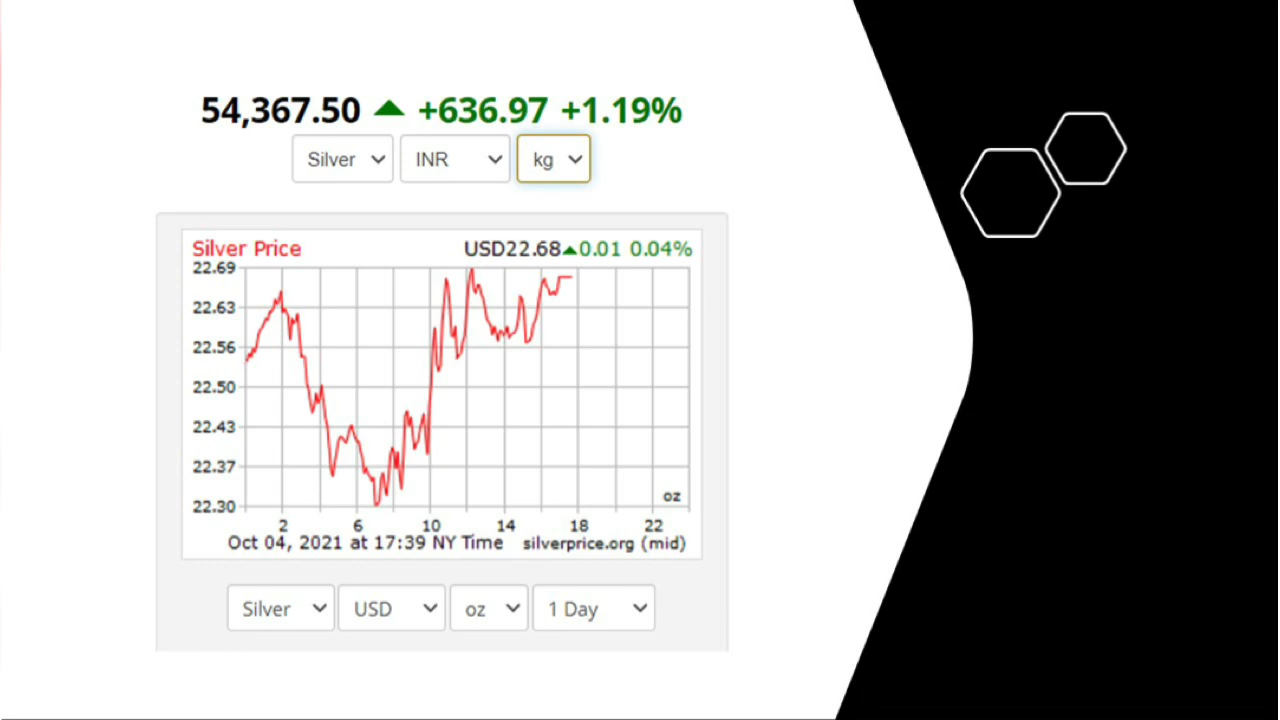 54,367.50 ▲ +636.97 +1.19%
Silver INR kg
Silver Price USD22.68▲0.01 0.04%
22.69
22.63
22.56
22.50
22.43
22.37
22.30
oz
2 6 10 14 18 22
Oct 04, 2021 at 17:39 NY Time silverprice.org (mid)
Silver USD oz 1 Day